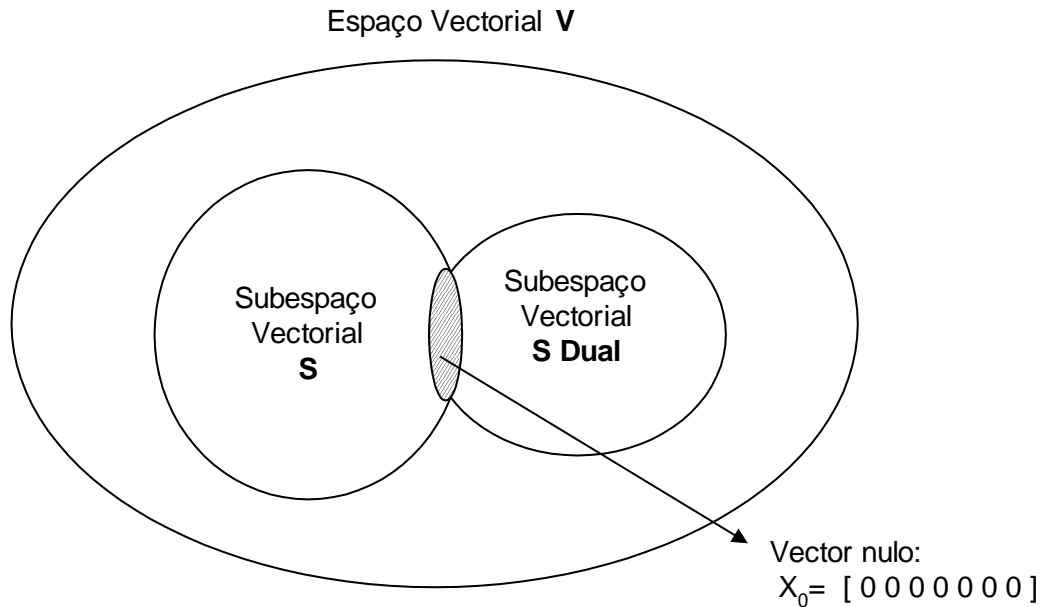 Espaço Vectorial V
Subespaço
Vectorial
S
Subespaço
Vectorial
S Dual
Vector nulo:
X₀= [ 0 0 0 0 0 0 0 ]